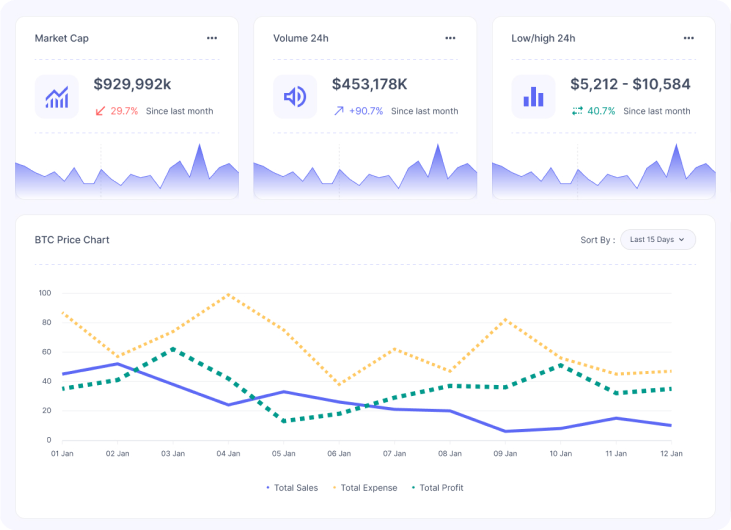 Market Cap
$929,992k
29.7% Since last month
Volume 24h
$453,178K
+90.7% Since last month
Low/high 24h
$5,212 - $10,584
40.7% Since last month
BTC Price Chart
Sort By : Last 15 Days
100
80
60
40
20
0
01 Jan 02 Jan 03 Jan 04 Jan 05 Jan 06 Jan 07 Jan 08 Jan 09 Jan 10 Jan 11 Jan 12 Jan
Total Sales Total Expense Total Profit